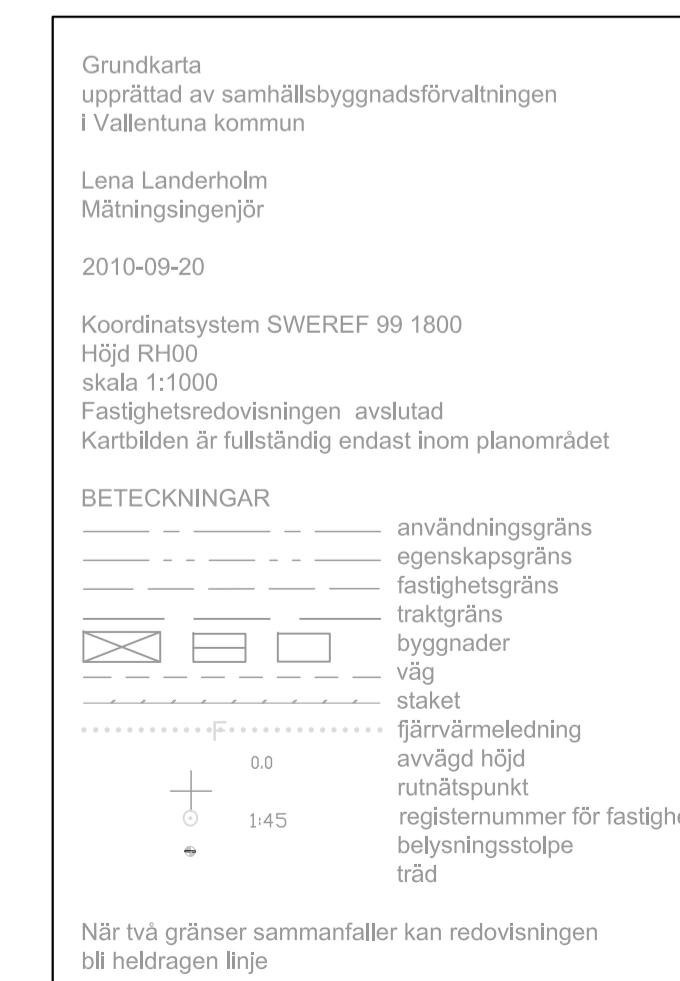 Grundkarta
upprättad av samhällsbyggnadsförvaltningen
i Vallentuna kommun
Lena Landerholm
Mätningsingenjör
2010-09-20
Koordinatsystem SWEREF 99 1800
Höjd RH00
skala 1:1000
Fastighetsredovisningen avslutad
Kartbilden är fullständig endast inom planområdet
BETECKNINGAR
användningsgräns
egenskapsgräns
fastighetsgräns
traktgräns
byggnader
väg
staket
F fjärrvärmeledning
0.0 avvägd höjd
rutnätspunkt
1:45 registernummer för fastighe
belysningsstolpe
träd
När två gränser sammanfaller kan redovisningen
bli heldragen linje